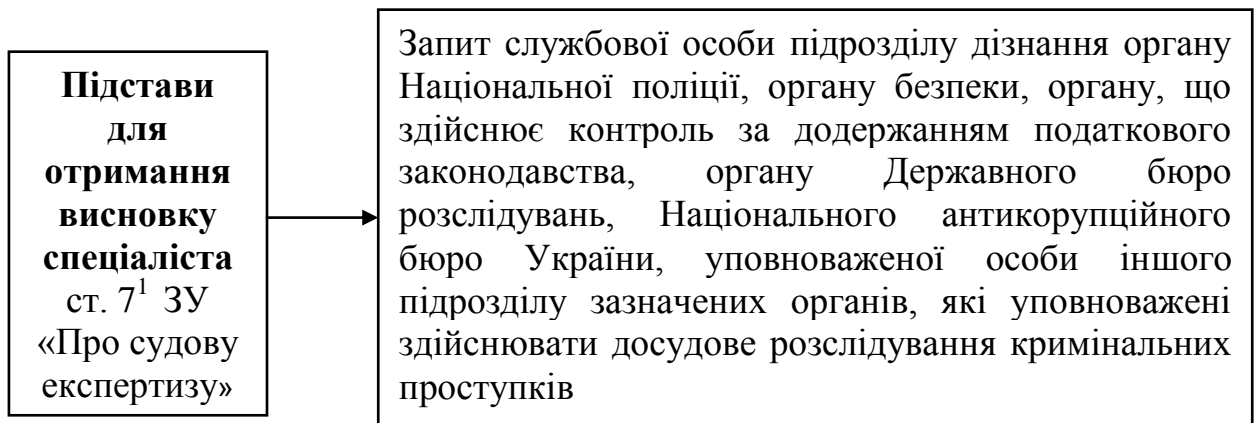 Підстави
для
отримання
висновку
спеціаліста
ст. 7¹ ЗУ
«Про судову
експертизу»
Запит службової особи підрозділу дізнання органу
Національної поліції, органу безпеки, органу, що
здійснює контроль за додержанням податкового
законодавства, органу Державного бюро
розслідувань, Національного антикорупційного
бюро України, уповноваженої особи іншого
підрозділу зазначених органів, які уповноважені
здійснювати досудове розслідування кримінальних
проступків